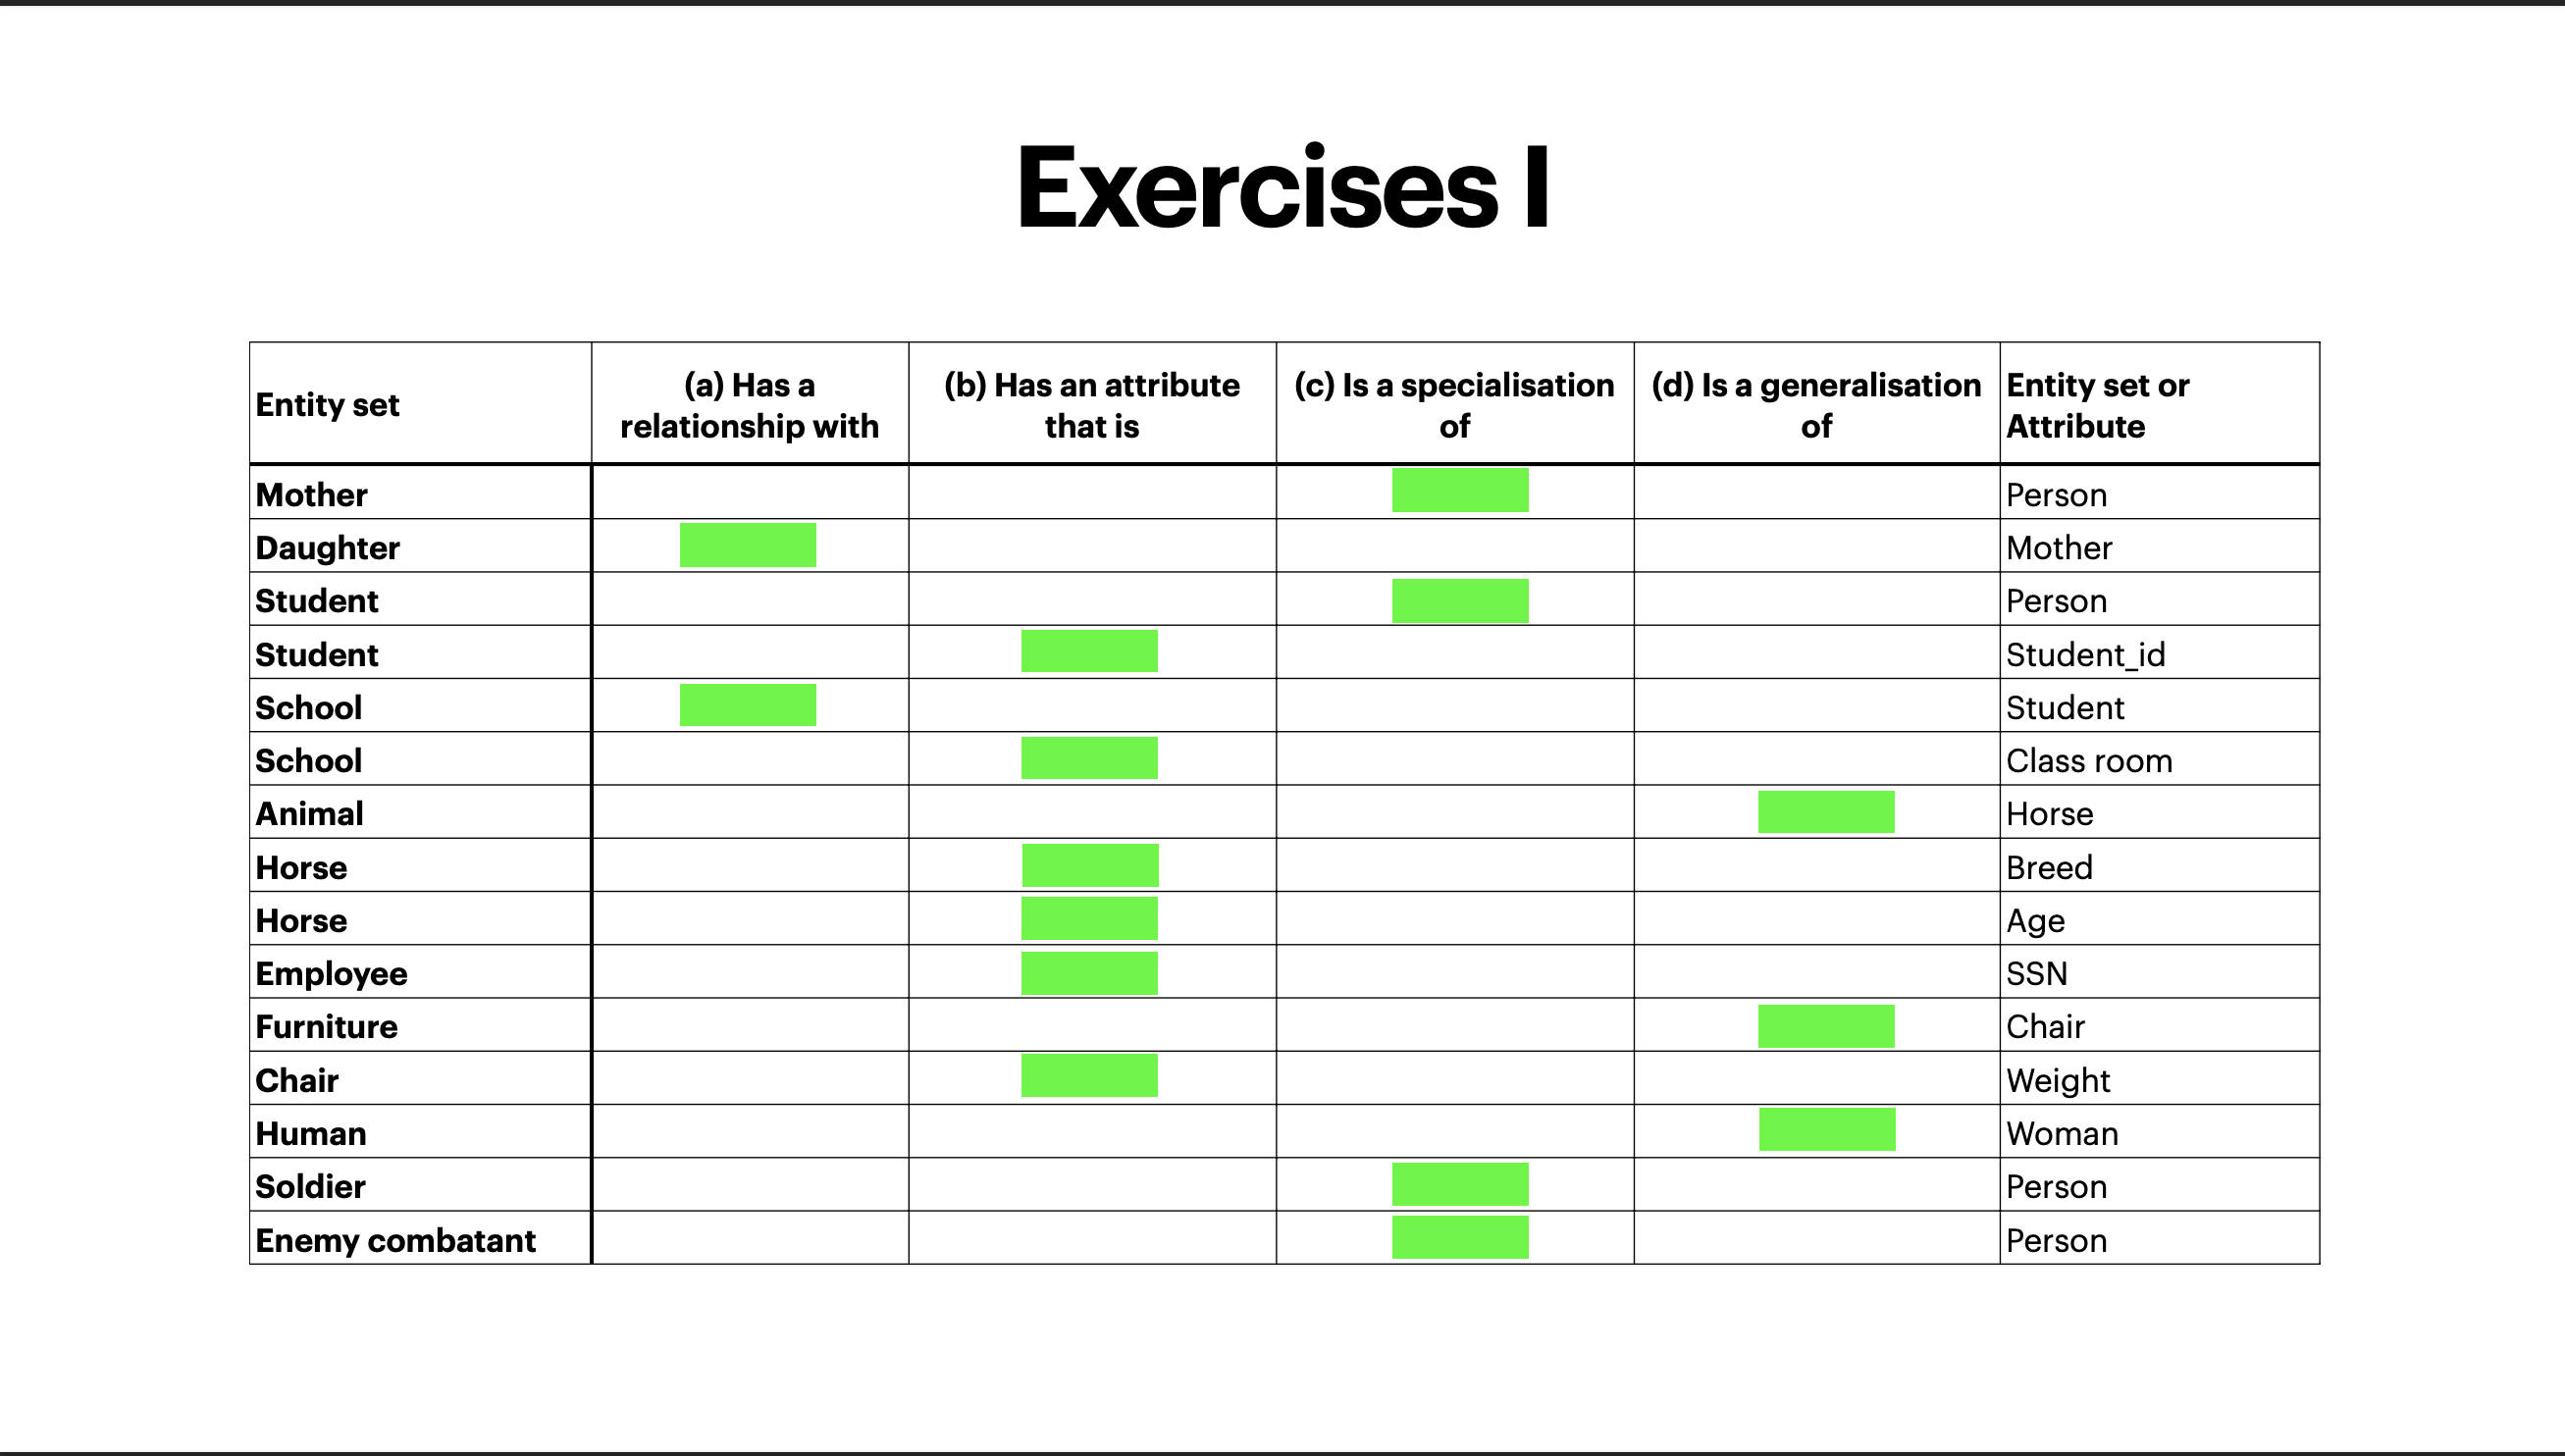 Exercises I
Entity set
(a) Has a
relationship with
(b) Has an attribute
that is
(c) Is a specialisation
of
(d) Is a generalisation
of
Entity set or
Attribute
Mother Person
Daughter Mother
Student Person
Student Student_id
School Student
School Class room
Animal Horse
Horse Breed
Horse Age
Employee SSN
Furniture Chair
Chair Weight
Human Woman
Soldier Person
Enemy combatant Person